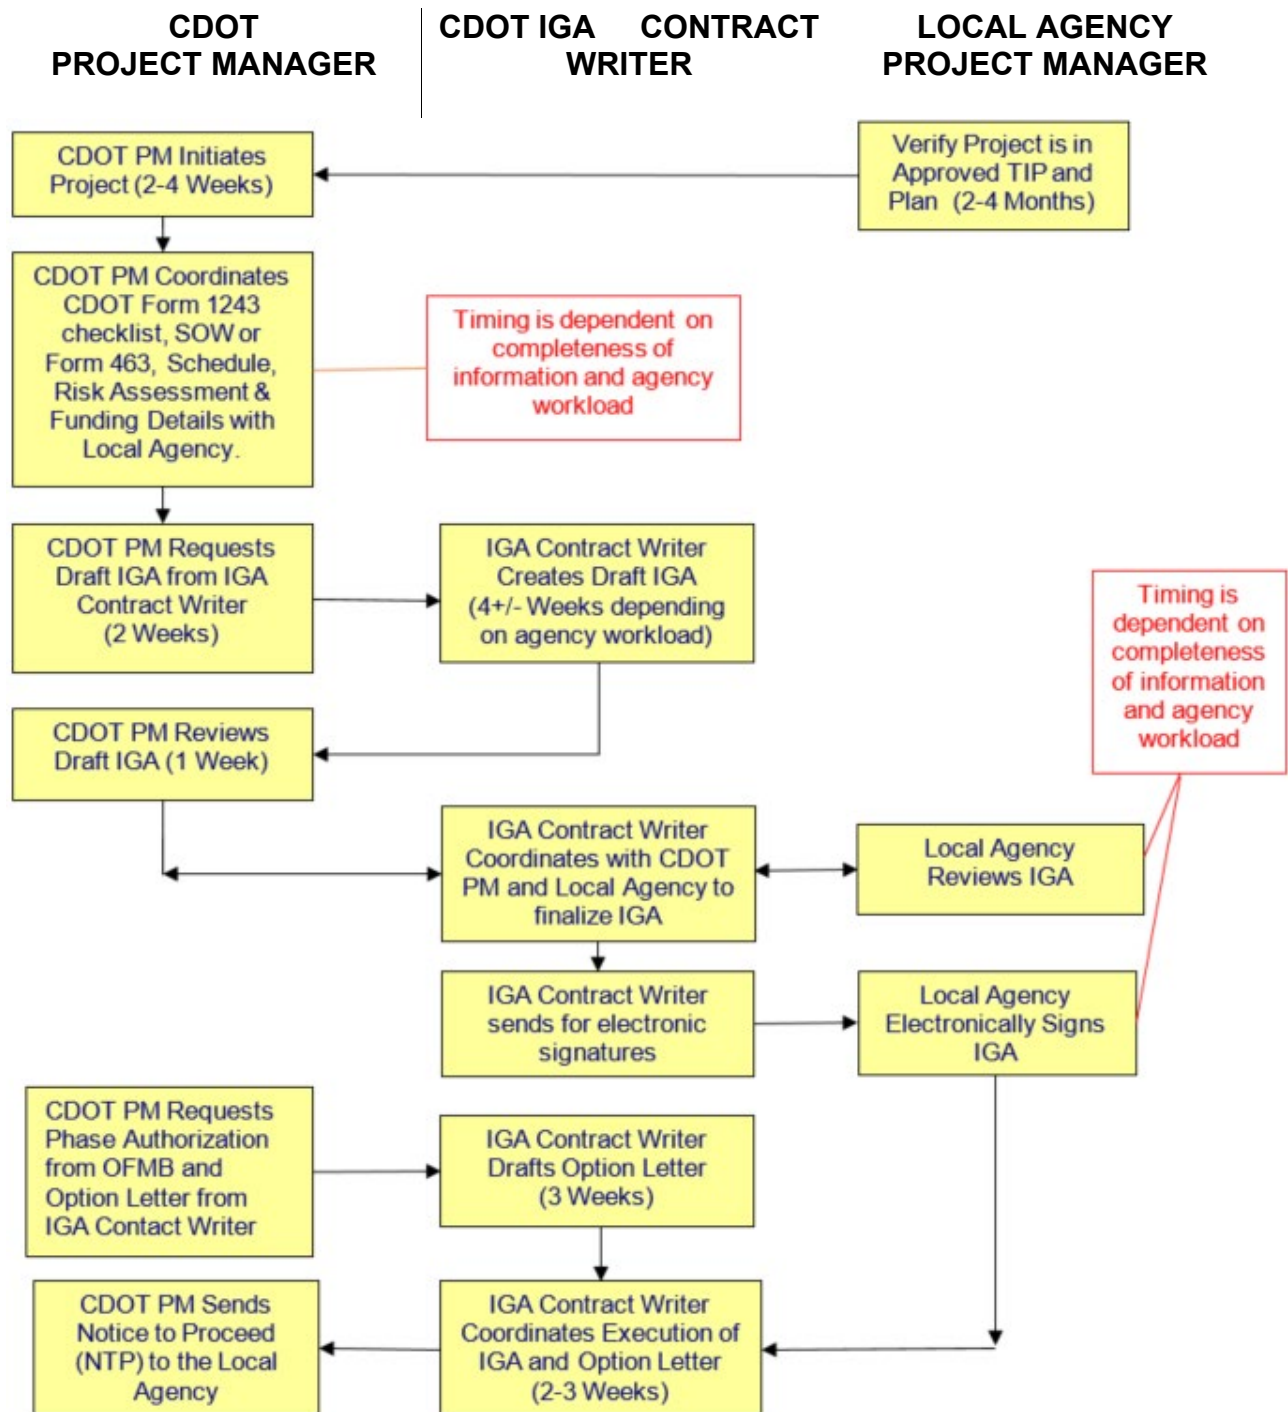 CDOT
PROJECT MANAGER
CDOT IGA CONTRACT
WRITER
LOCAL AGENCY
PROJECT MANAGER
CDOT PM Initiates
Project (2-4 Weeks)
Verify Project is in
Approved TIP and
Plan (2-4 Months)
CDOT PM Coordinates
CDOT Form 1243
checklist, SOW or
Form 463, Schedule,
Risk Assessment &
Funding Details with
Local Agency.
Timing is dependent on
completeness of
information and agency
workload
CDOT PM Requests
Draft IGA from IGA
Contract Writer
(2 Weeks)
IGA Contract Writer
Creates Draft IGA
(4+/- Weeks depending
on agency workload)
Timing is
dependent on
completeness
of information
and agency
workload
CDOT PM Reviews
Draft IGA (1 Week)
IGA Contract Writer
Coordinates with CDOT
PM and Local Agency to
finalize IGA
Local Agency
Reviews IGA
IGA Contract Writer
sends for electronic
signatures
Local Agency
Electronically Signs
IGA
CDOT PM Requests
Phase Authorization
from OFMB and
Option Letter from
IGA Contact Writer
IGA Contract Writer
Drafts Option Letter
(3 Weeks)
CDOT PM Sends
Notice to Proceed
(NTP) to the Local
Agency
IGA Contract Writer
Coordinates Execution of
IGA and Option Letter
(2-3 Weeks)